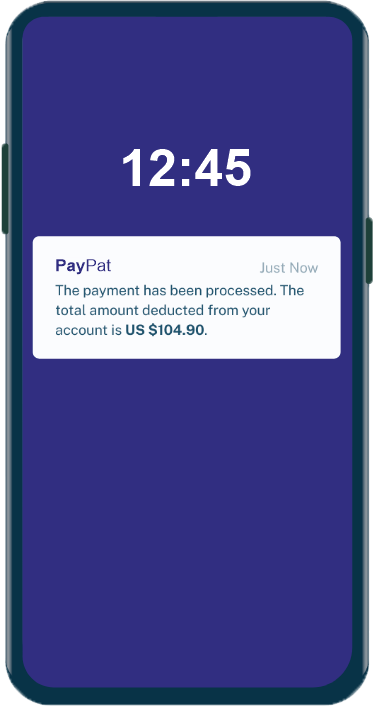 12:45
PayPat
Just Now
The payment has been processed. The
total amount deducted from your
account is US $104.90.